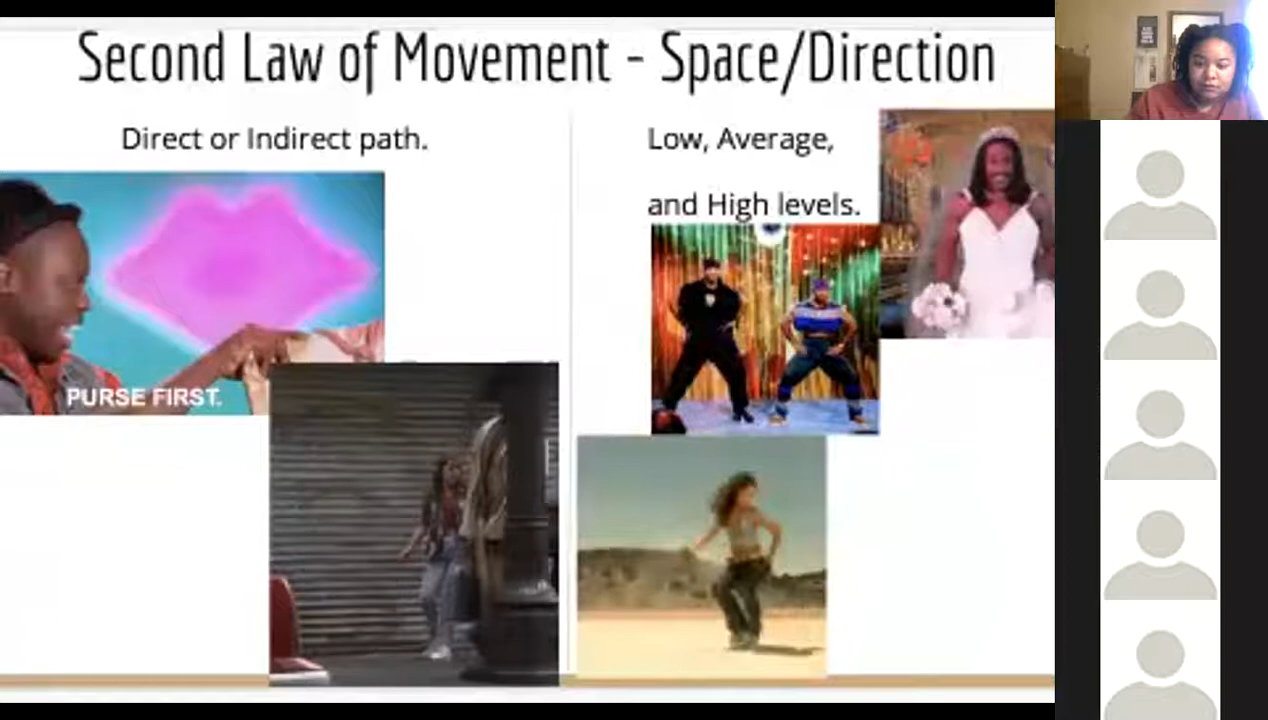 Second Law of Movement - Space/Direction
Direct or Indirect path.
Low, Average,
and High levels.
PURSE FIRST.